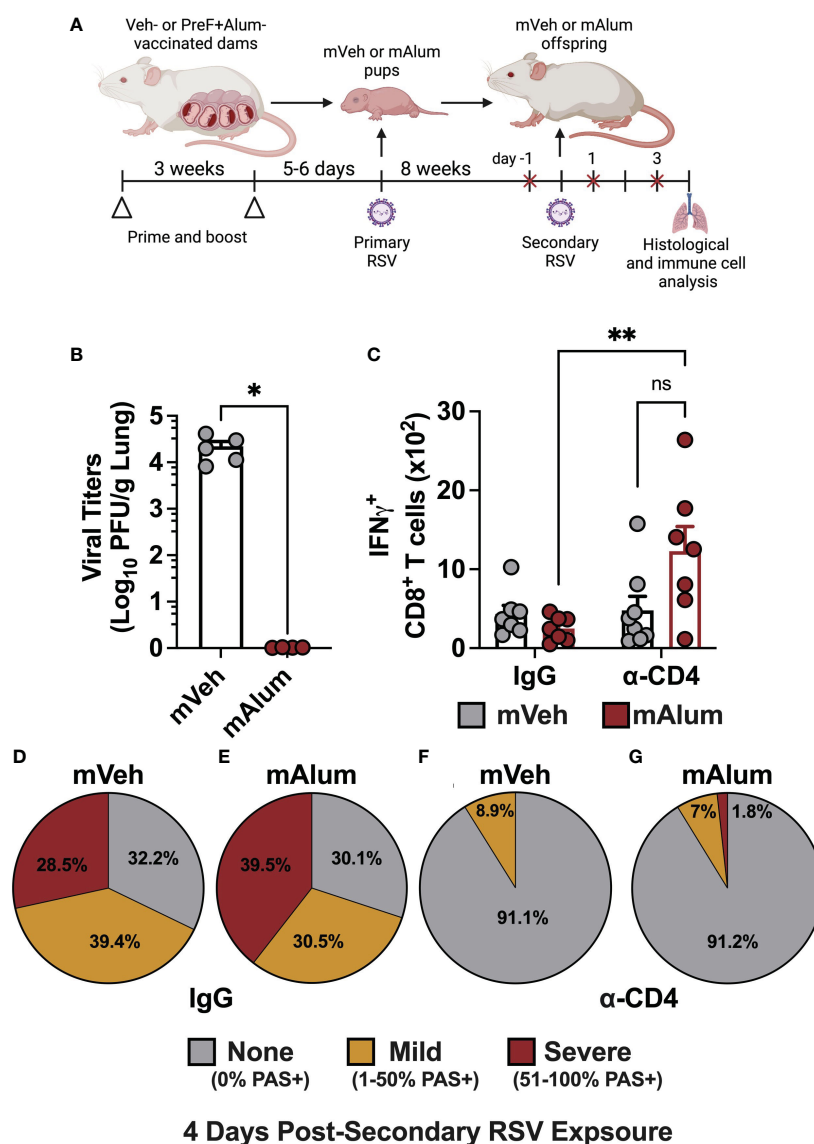 A
Veh- or PreF+Alum-
vaccinated dams
mVeh or mAlum
pups
mVeh or mAlum
offspring
3 weeks
5-6 days
8 weeks
day -1
1
3
Prime and boost
Primary
RSV
Secondary
RSV
Histological
and immune cell
analysis
B
Viral Titers
(Log10 PFU/g Lung)
5
4
3
2
1
0
*
mVeh
mAlum
C
IFNγ+
CD8+ T cells (x10²)
30
20
10
0
**
ns
IgG
α-CD4
mVeh
mAlum
D
mVeh
28.5%
32.2%
39.4%
E
mAlum
39.5%
30.1%
30.5%
IgG
F
mVeh
8.9%
91.1%
G
mAlum
7%
1.8%
91.2%
α-CD4
None
(0% PAS+)
Mild
(1-50% PAS+)
Severe
(51-100% PAS+)
4 Days Post-Secondary RSV Expsoure